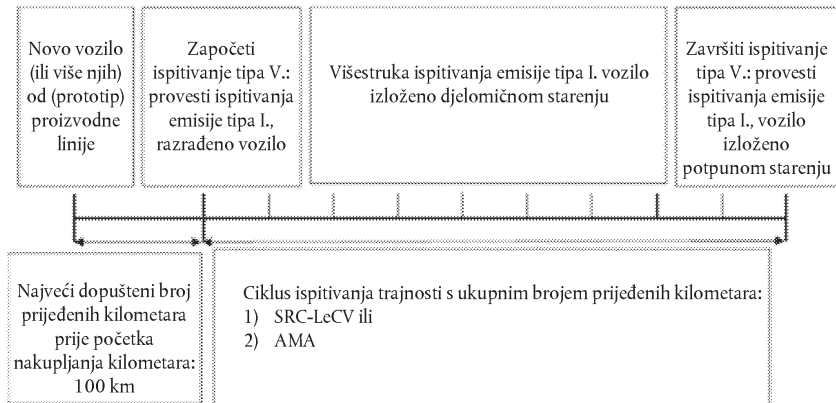 Novo vozilo
(ili više njih)
od (prototip)
proizvodne
linije
Započeti
ispitivanje tipa V.:
provesti ispitivanja
emisije tipa I.,
razrađeno vozilo
Višestruka ispitivanja emisije tipa I. vozilo
izloženo djelomičnom starenju
Završiti ispitivanje
tipa V.: provesti
ispitivanja emisije
tipa I., vozilo
izloženo
potpunom starenju
Najveći dopušteni broj
prijeđenih kilometara
prije početka
nakupljanja kilometara:
100 km
Ciklus ispitivanja trajnosti s ukupnim brojem prijeđenih kilometara:
1) SRC-LeCV ili
2) AMA